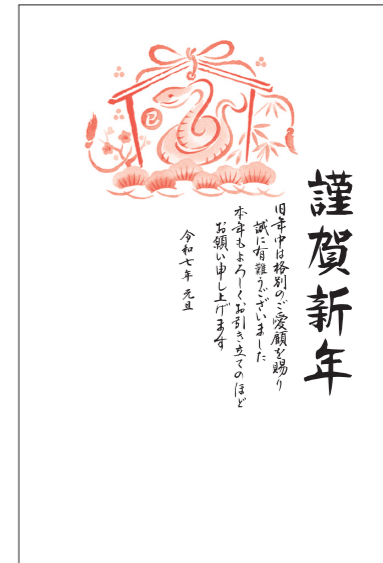 謹賀新年
旧年中は格別のご愛顧を賜り
誠に有難うございました
本年もよろしくお引き立てのほど
お願い申し上げます
令和七年 元旦
巳